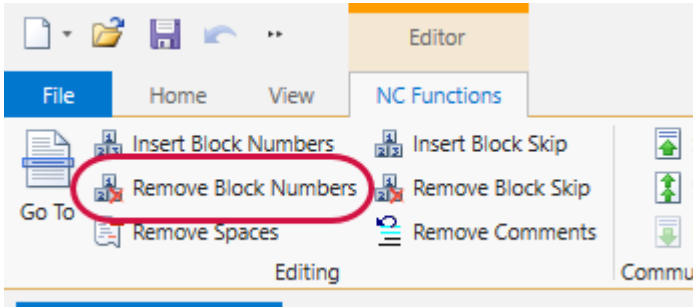 Editor
File Home View NC Functions
Insert Block Numbers Insert Block Skip
Remove Block Numbers Remove Block Skip
Go To
Remove Spaces Remove Comments
Editing
Commu